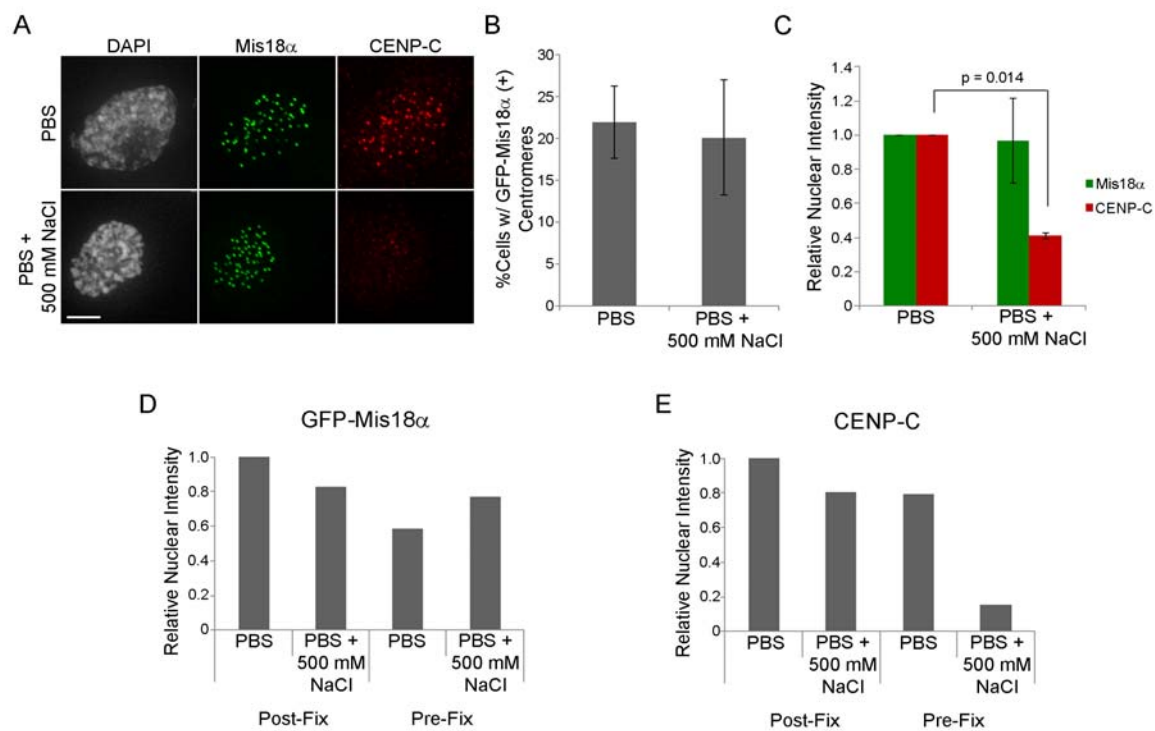 A
DAPI
Mis18α
CENP-C
PBS
PBS +
500 mM NaCl
B
%Cells w/ GFP-Mis18α (+)
Centromeres
30
25
20
15
10
5
0
PBS
PBS +
500 mM NaCl
C
Relative Nuclear Intensity
1.4
1.2
1.0
0.8
0.6
0.4
0.2
0
p = 0.014
Mis18α
CENP-C
PBS
PBS +
500 mM NaCl
D
GFP-Mis18α
Relative Nuclear Intensity
1.0
0.8
0.6
0.4
0.2
0
PBS
PBS +
500 mM
NaCl
PBS
PBS +
500 mM
NaCl
Post-Fix
Pre-Fix
E
CENP-C
Relative Nuclear Intensity
1.0
0.8
0.6
0.4
0.2
0
PBS
PBS +
500 mM
NaCl
PBS
PBS +
500 mM
NaCl
Post-Fix
Pre-Fix